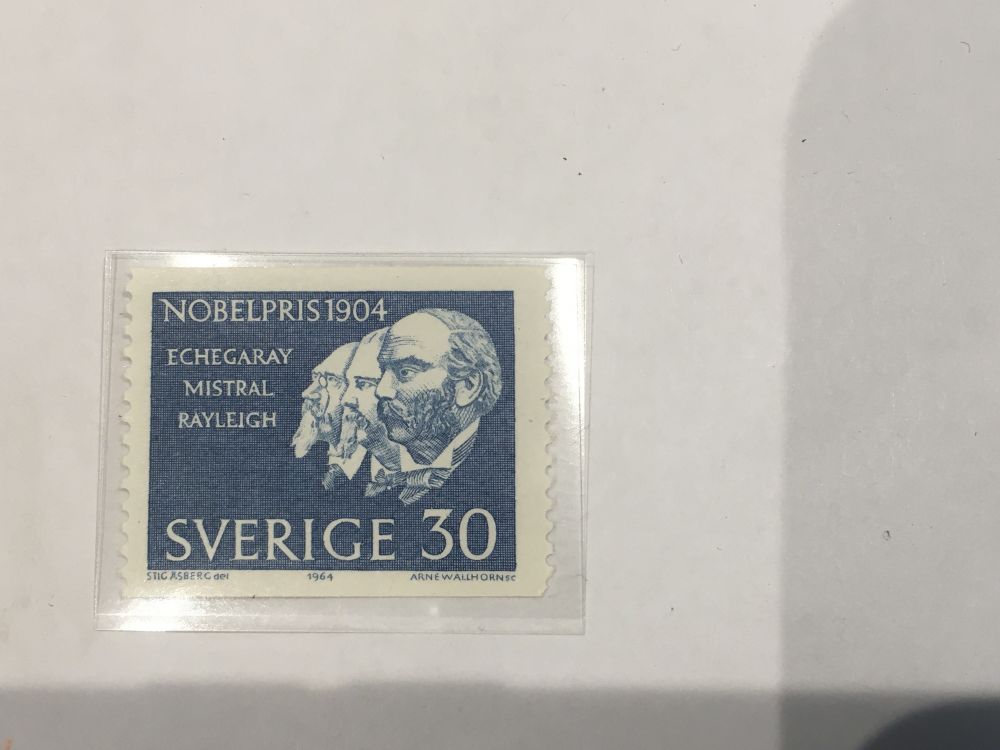 NOBELPRIS 1904
ECHEGARAY
MISTRAL
RAYLEIGH
SVERIGE 30
STIG ÅSBERG del 1964 ARNE WALLHORN SC